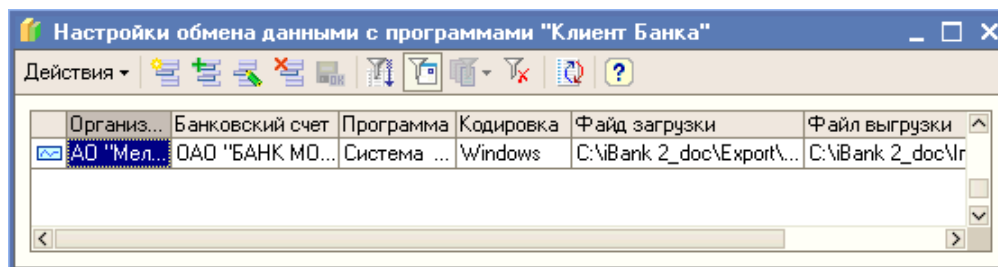 Настройки обмена данными с программами "Клиент Банка"
Действия
Организ... Банковский счет Программа Кодировка Файд загрузки Файл выгрузки
АО "Мел... ОАО "БАНК МО... Система ... Windows C:\iBank 2_doc\Export\... C:\iBank 2_doc\Ir